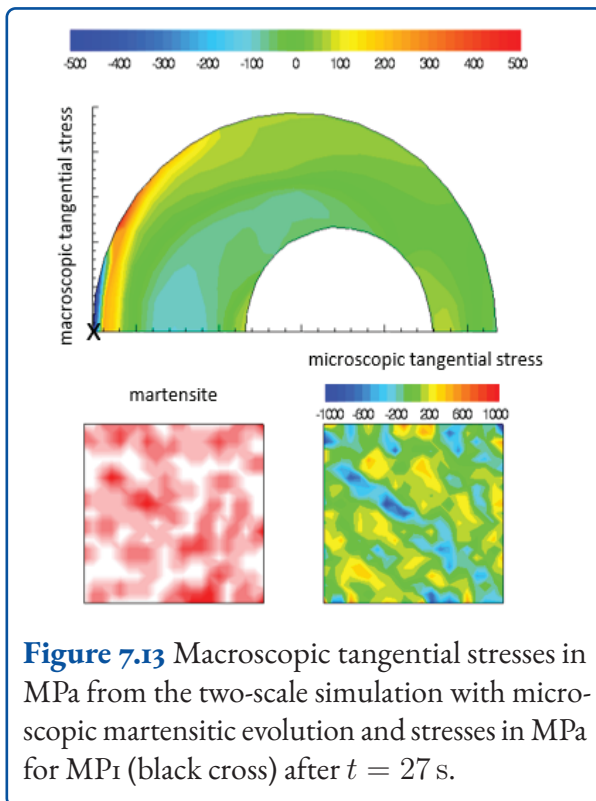 -500 -400 -300 -200 -100 0 100 200 300 400 500
macroscopic tangential stress
X
microscopic tangential stress
martensite
-1000 -600 -200 200 600 1000
Figure 7.13 Macroscopic tangential stresses in
MPa from the two-scale simulation with micro-
scopic martensitic evolution and stresses in MPa
for MP1 (black cross) after t = 27 s.